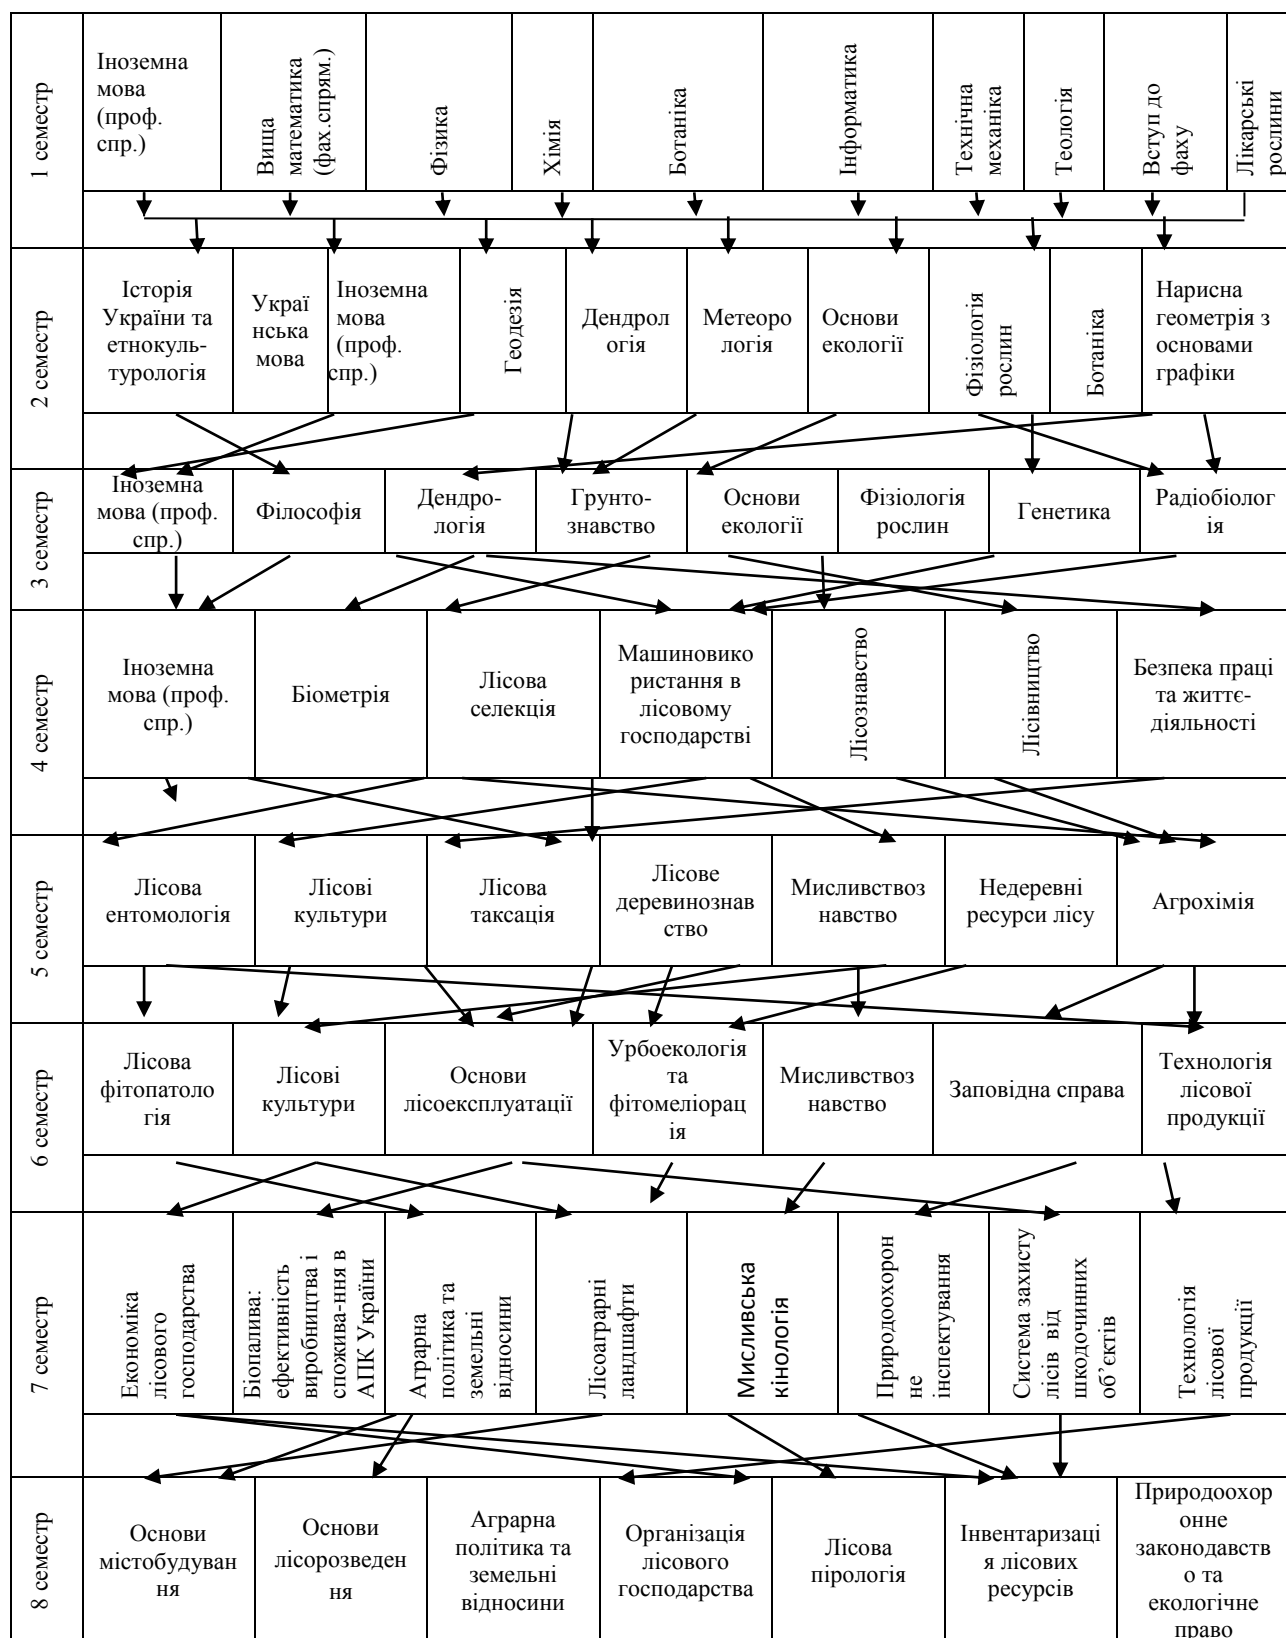 1 семестр
Іноземна
мова
(проф.
спр.)
Вища
математика
(фах.спрям.)
Фізика
Хімія
Ботаніка
Інформатика
Технічна
механіка
Теологія
Вступ до
фаху
Лікарські
рослини
2 семестр
Історія
України та
етнокуль-
турологія
Украї
нська
мова
Іноземна
мова
(проф.
спр.)
Геодезія
Дендрол
огія
Метеоро
логія
Основи
екології
Фізіологія
рослин
Ботаніка
Нарисна
геометрія з
основами
графіки
3 семестр
Іноземна
мова (проф.
спр.)
Філософія
Дендро-
логія
Грунто-
знавство
Основи
екології
Фізіологія
рослин
Генетика
Радіобіолог
ія
4 семестр
Іноземна
мова (проф.
спр.)
Біометрія
Лісова
селекція
Машиновико
ристання в
лісовому
господарстві
Лісознавство
Лісівництво
Безпека праці
та життє-
діяльності
5 семестр
Лісова
ентомологія
Лісові
культури
Лісова
таксація
Лісове
деревинознав
ство
Мисливствоз
навство
Недеревні
ресурси лісу
Агрохімія
6 семестр
Лісова
фітопатоло
гія
Лісові
культури
Основи
лісоексплуатації
Урбоекологія
та
фітомеліорац
ія
Мисливствоз
навство
Заповідна справа
Технологія
лісової
продукції
7 семестр
Економіка
лісового
господарства
Біопалива:
ефективність
виробництва і
спожива-ння в
АПК України
Аграрна
політика та
земельні
відносини
Лісоаграрні
ландшафти
Мисливська
кінологія
Природоохорон
не
інспектування
Система захисту
лісів від
шкодочинних
об’єктів
Технологія
лісової
продукції
8 семестр
Основи
містобудуван
ня
Основи
лісорозведен
ня
Аграрна
політика та
земельні
відносини
Організація
лісового
господарства
Лісова
пірологія
Інвентаризаці
я лісових
ресурсів
Природоохор
онне
законодавств
о та
екологічне
право